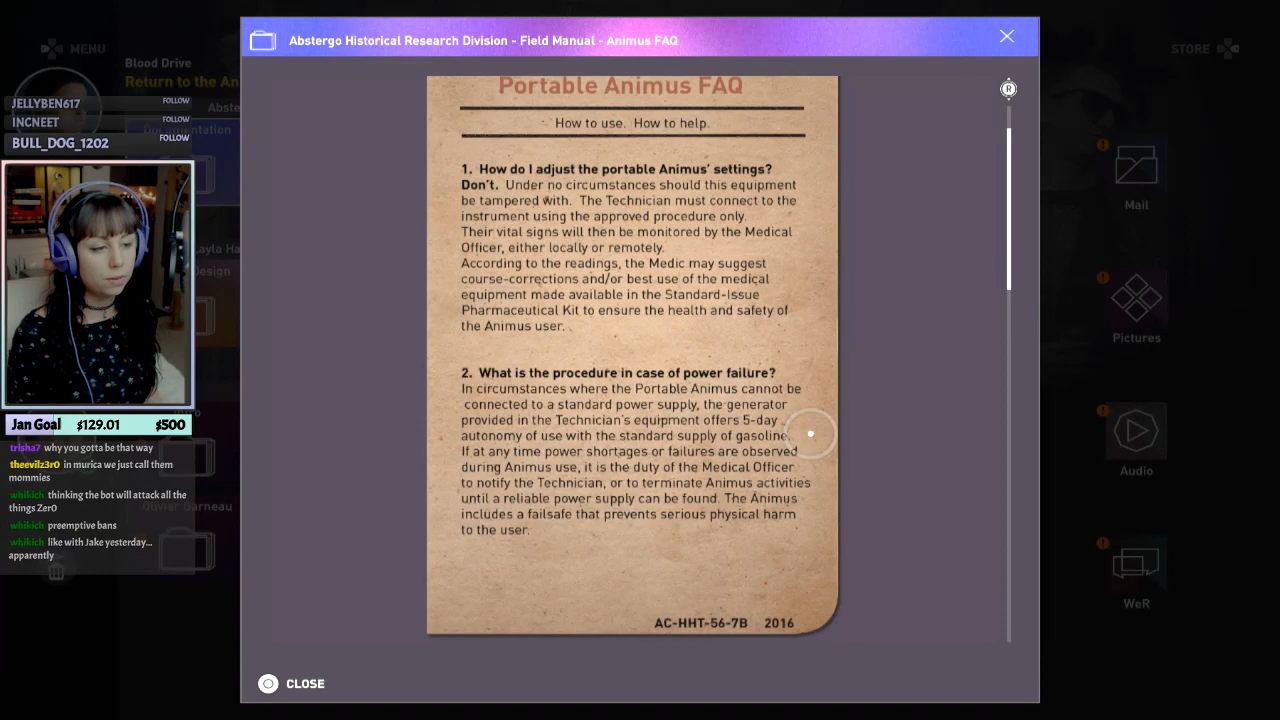 Abstergo Historical Research Division - Field Manual - Animus FAQ
MENU
STORE
Blood Drive
Return to the An
Abste
JELLYBEN617 FOLLOW
INCNEET FOLLOW
BULL_DOG_1202 FOLLOW
Layla Ha
Design
Jan Goal $129.01 $500
trisha7 why you gotta be that way
theevilz3r0 in murica we just call them
mommies
whikich thinking the bot will attack all the
things Zer0
whikich preemptive bans
whikich like with Jake yesterday...
apparently
Olivier Garneau
Portable Animus FAQ
How to use. How to help.
1. How do I adjust the portable Animus' settings?
Don't. Under no circumstances should this equipment
be tampered with. The Technician must connect to the
instrument using the approved procedure only.
Their vital signs will then be monitored by the Medical
Officer, either locally or remotely.
According to the readings, the Medic may suggest
course-corrections and/or best use of the medical
equipment made available in the Standard-Issue
Pharmaceutical Kit to ensure the health and safety of
the Animus user.
2. What is the procedure in case of power failure?
In circumstances where the Portable Animus cannot be
connected to a standard power supply, the generator
provided in the Technician's equipment offers 5-day
autonomy of use with the standard supply of gasoline.
If at any time power shortages or failures are observed
during Animus use, it is the duty of the Medical Officer
to notify the Technician, or to terminate Animus activities
until a reliable power supply can be found. The Animus
includes a failsafe that prevents serious physical harm
to the user.
AC-HHT-56-7B 2016
R
Mail
Pictures
Audio
WeR
CLOSE